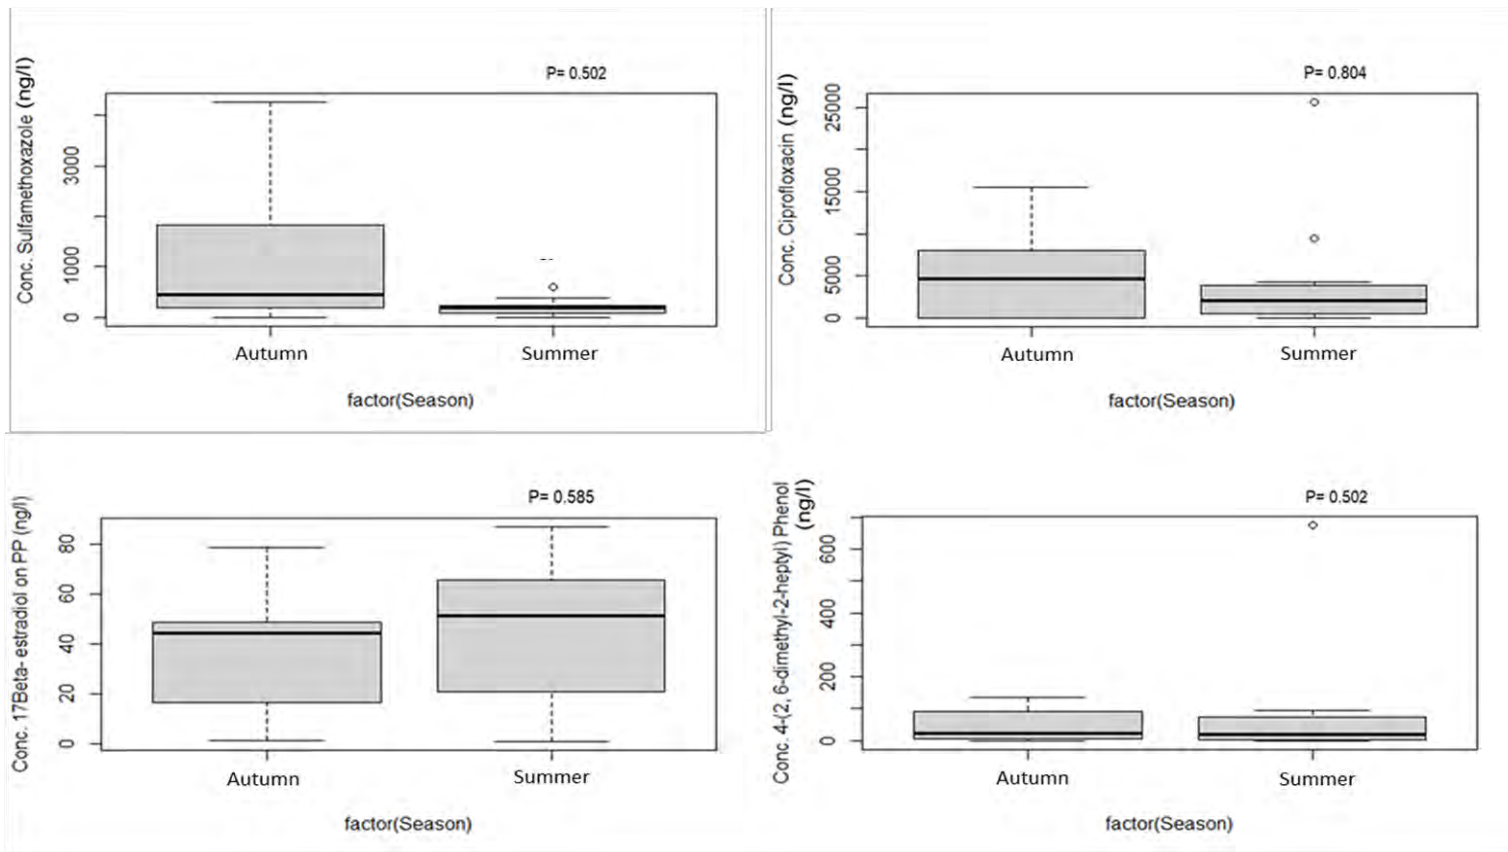 P= 0.502
Conc. Sulfamethoxazole (ng/l)
3000
1000
0
Autumn
Summer
factor(Season)
P= 0.804
Conc. Ciprofloxacin (ng/l)
25000
15000
5000
0
Autumn
Summer
factor(Season)
P= 0.585
Conc. 17Beta- estradiol on PP (ng/l)
80
60
40
20
0
Autumn
Summer
factor(Season)
P= 0.502
Conc. 4-(2, 6-dimethyl-2-heptyl) Phenol
(ng/l)
600
400
200
0
Autumn
Summer
factor(Season)